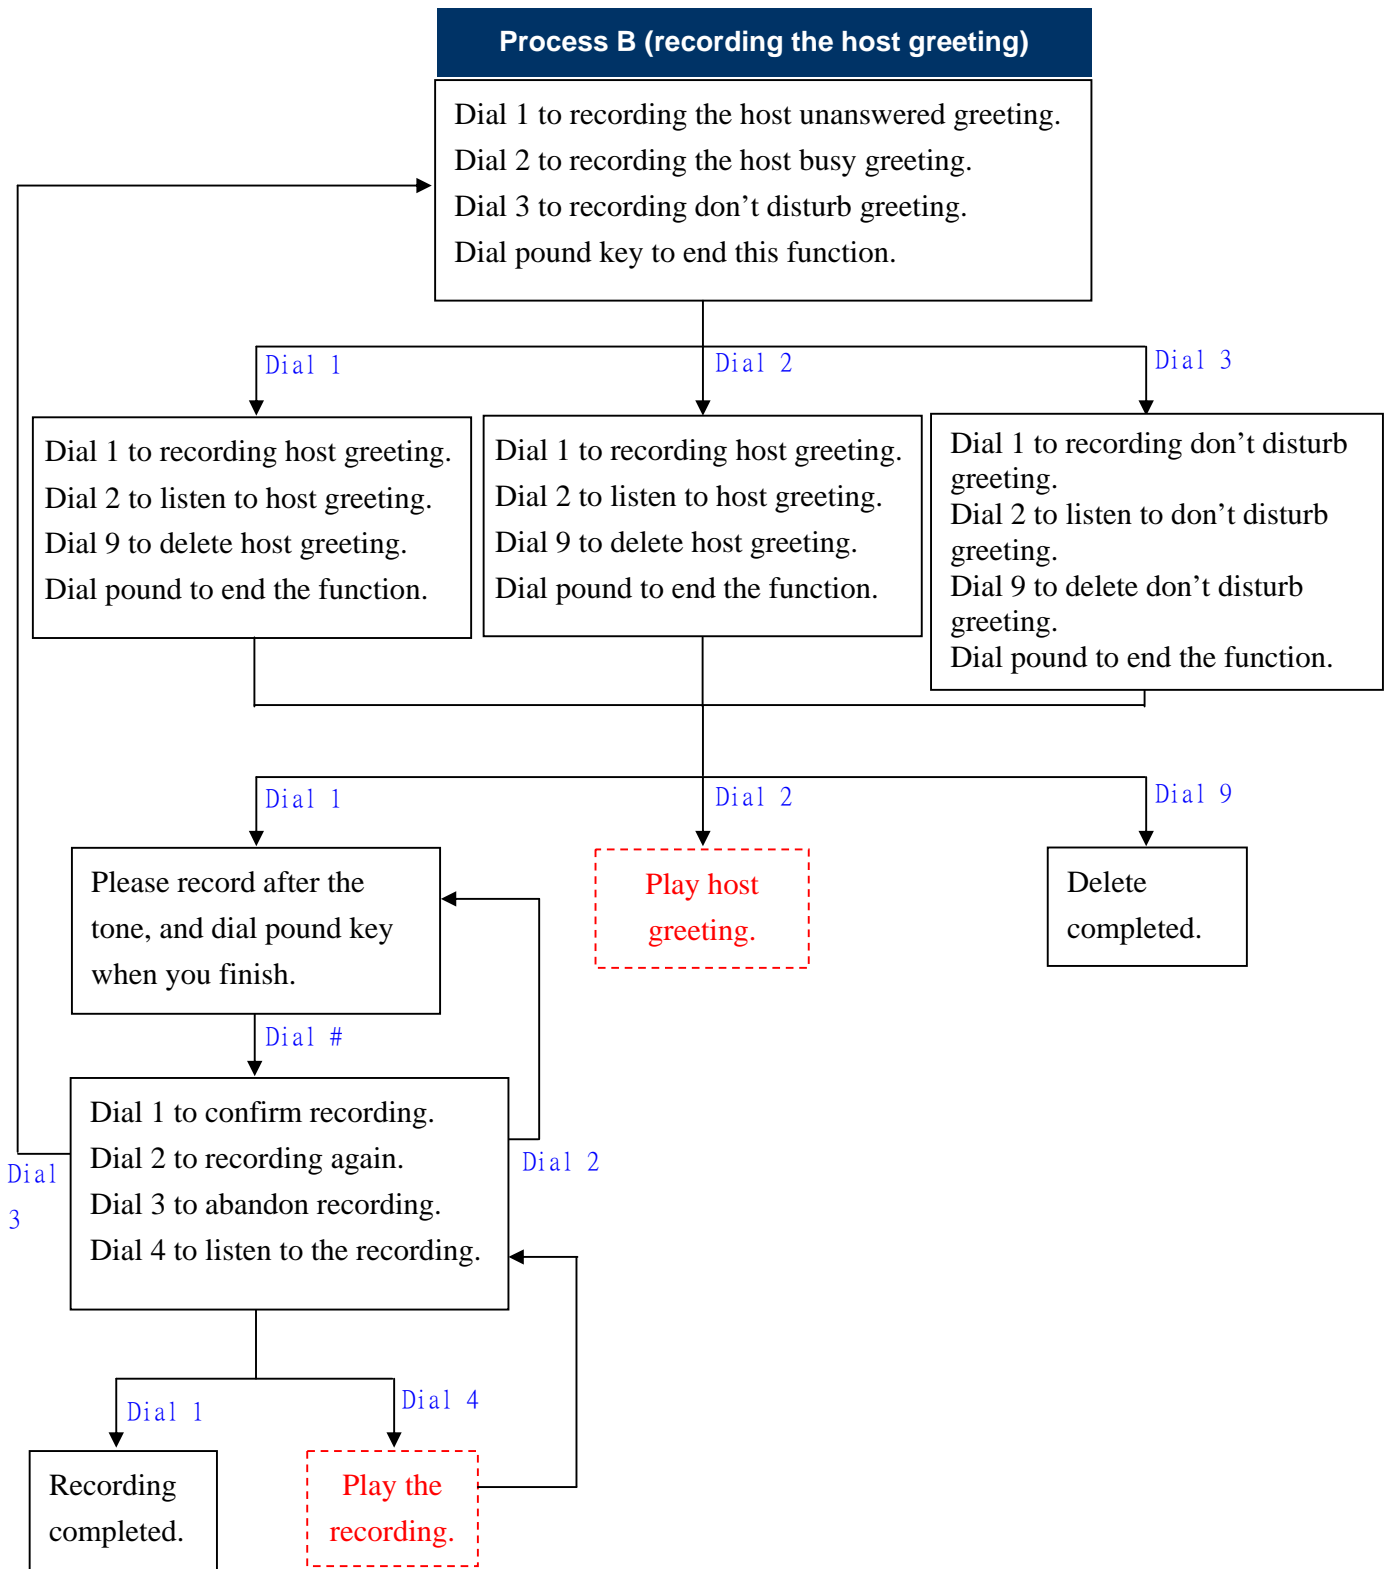 Process B (recording the host greeting)
Dial 1 to recording the host unanswered greeting.
Dial 2 to recording the host busy greeting.
Dial 3 to recording don’t disturb greeting.
Dial pound key to end this function.
Dial 1
Dial 2
Dial 3
Dial 1 to recording host greeting.
Dial 2 to listen to host greeting.
Dial 9 to delete host greeting.
Dial pound to end the function.
Dial 1 to recording host greeting.
Dial 2 to listen to host greeting.
Dial 9 to delete host greeting.
Dial pound to end the function.
Dial 1 to recording don’t disturb
greeting.
Dial 2 to listen to don’t disturb
greeting.
Dial 9 to delete don’t disturb
greeting.
Dial pound to end the function.
Dial 1
Dial 2
Dial 9
Please record after the
tone, and dial pound key
when you finish.
Play host
greeting.
Delete
completed.
Dial #
Dial 1 to confirm recording.
Dial 2 to recording again.
Dial 3 to abandon recording.
Dial 4 to listen to the recording.
Dial 2
Dial
3
Dial 1
Dial 4
Recording
completed.
Play the
recording.